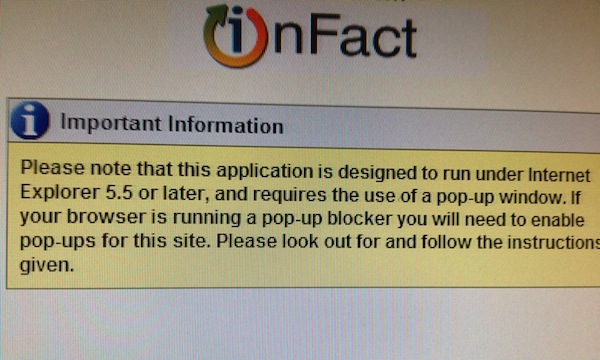 inFact
Important Information
Please note that this application is designed to run under Internet
Explorer 5.5 or later, and requires the use of a pop-up window. If
your browser is running a pop-up blocker you will need to enable
pop-ups for this site. Please look out for and follow the instructions
given.